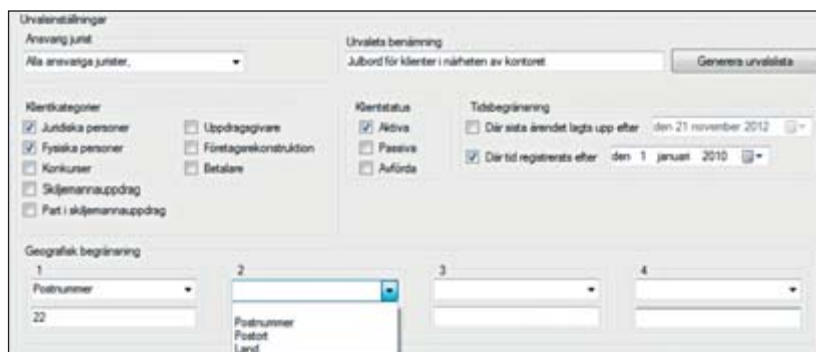 Urvalsinställningar
Ansvarig jurist
Alla ansvariga jurister,
Urvalets benämning
Julbord för klienter i närheten av kontoret
Generera urvalslista
Klientkategorier
Juridiska personer
Fysiska personer
Konkurser
Skiljemannauppdrag
Part i skiljemannauppdrag
Uppdragsgivare
Företagsrekonstruktion
Betalare
Klientstatus
Aktiva
Passiva
Avförda
Tidsbegränsning
Där sista ärendet lagts upp efter den 21 november 2012
Där tid registrerats efter den 1 januari 2010
Geografisk begränsning
1 2 3 4
Postnummer
22
Postnummer
Postort
Land